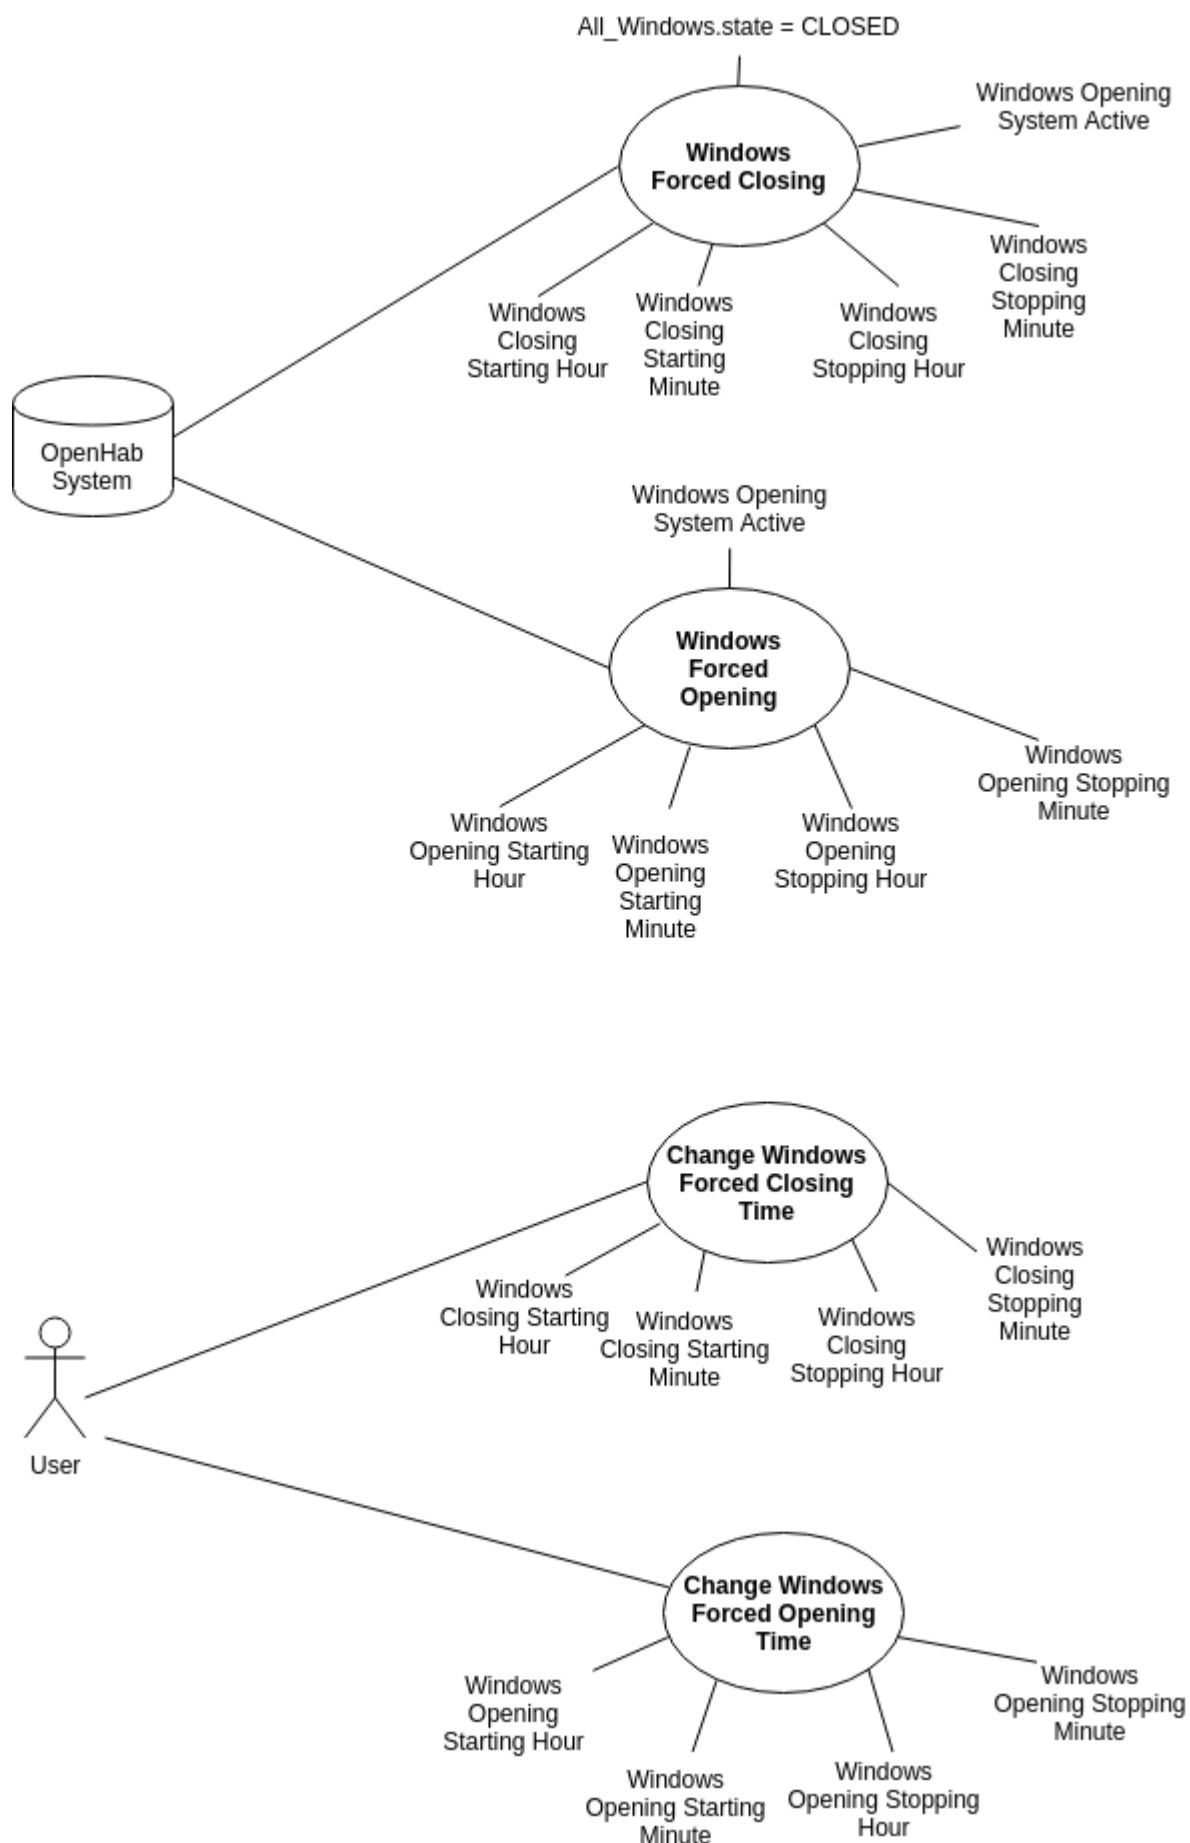 All_Windows.state = CLOSED
Windows Opening
System Active
Windows
Forced Closing
Windows
Closing
Starting Hour
Windows
Closing
Starting
Minute
Windows
Closing
Stopping Hour
Windows
Closing
Stopping
Minute
OpenHab
System
Windows Opening
System Active
Windows
Forced
Opening
Windows
Opening Starting
Hour
Windows
Opening
Starting
Minute
Windows
Opening
Stopping Hour
Windows
Opening Stopping
Minute
Change Windows
Forced Closing
Time
Windows
Closing Starting
Hour
Windows
Closing Starting
Minute
Windows
Closing
Stopping Hour
Windows
Closing
Stopping
Minute
User
Change Windows
Forced Opening
Time
Windows
Opening
Starting Hour
Windows
Opening Starting
Minute
Windows
Opening Stopping
Hour
Windows
Opening Stopping
Minute